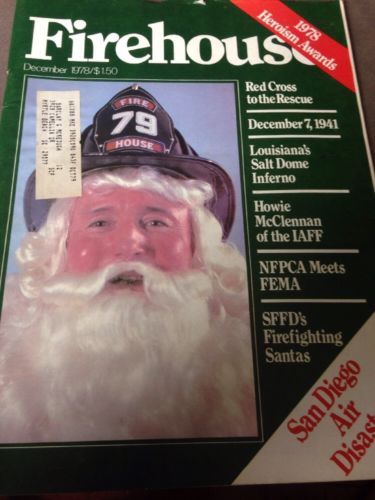 Firehouse
1978
Heroism Awards
December 1978/$1.50
Red Cross
to the Rescue
December 7, 1941
Louisiana's
Salt Dome
Inferno
Howie
McClennan
of the IAFF
NFPCA Meets
FEMA
SFFD's
Firefighting
Santas
San Diego
Air
Disast
FIRE
79
HOUSE